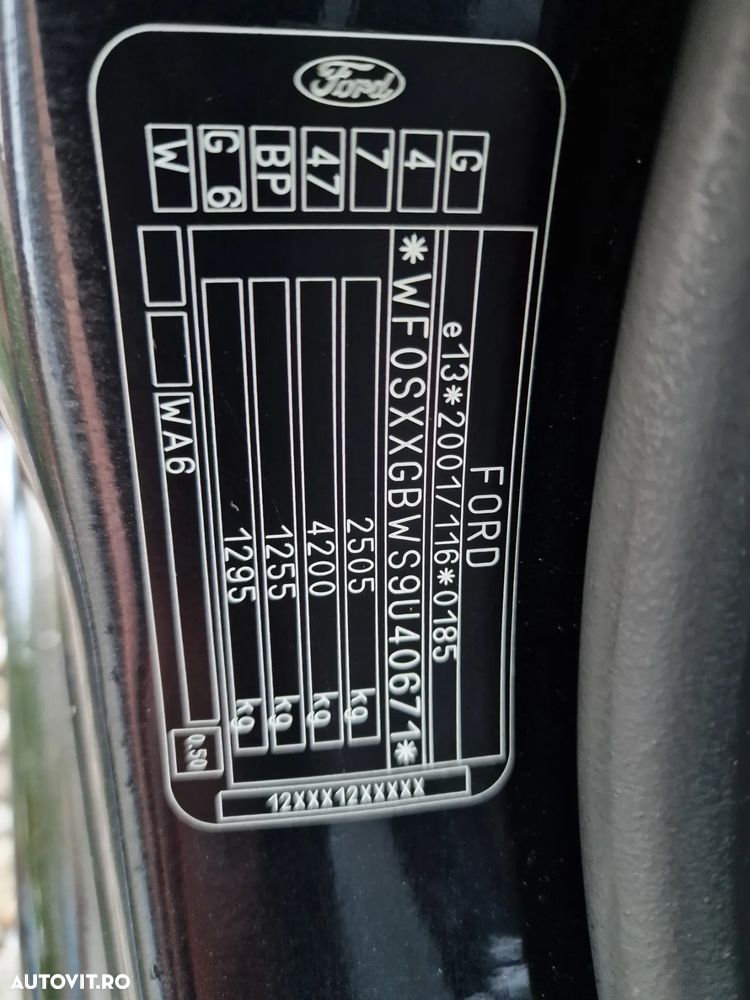 Ford
W G 6 BP 47 7 4 G
FORD
e13*2001/116*0185
*WF0SXXGBWS9U40671*
2505 kg
4200 kg
1255 kg
1295 kg
WA6
0.50
12XXX12XXXXX
AUTOVIT.RO